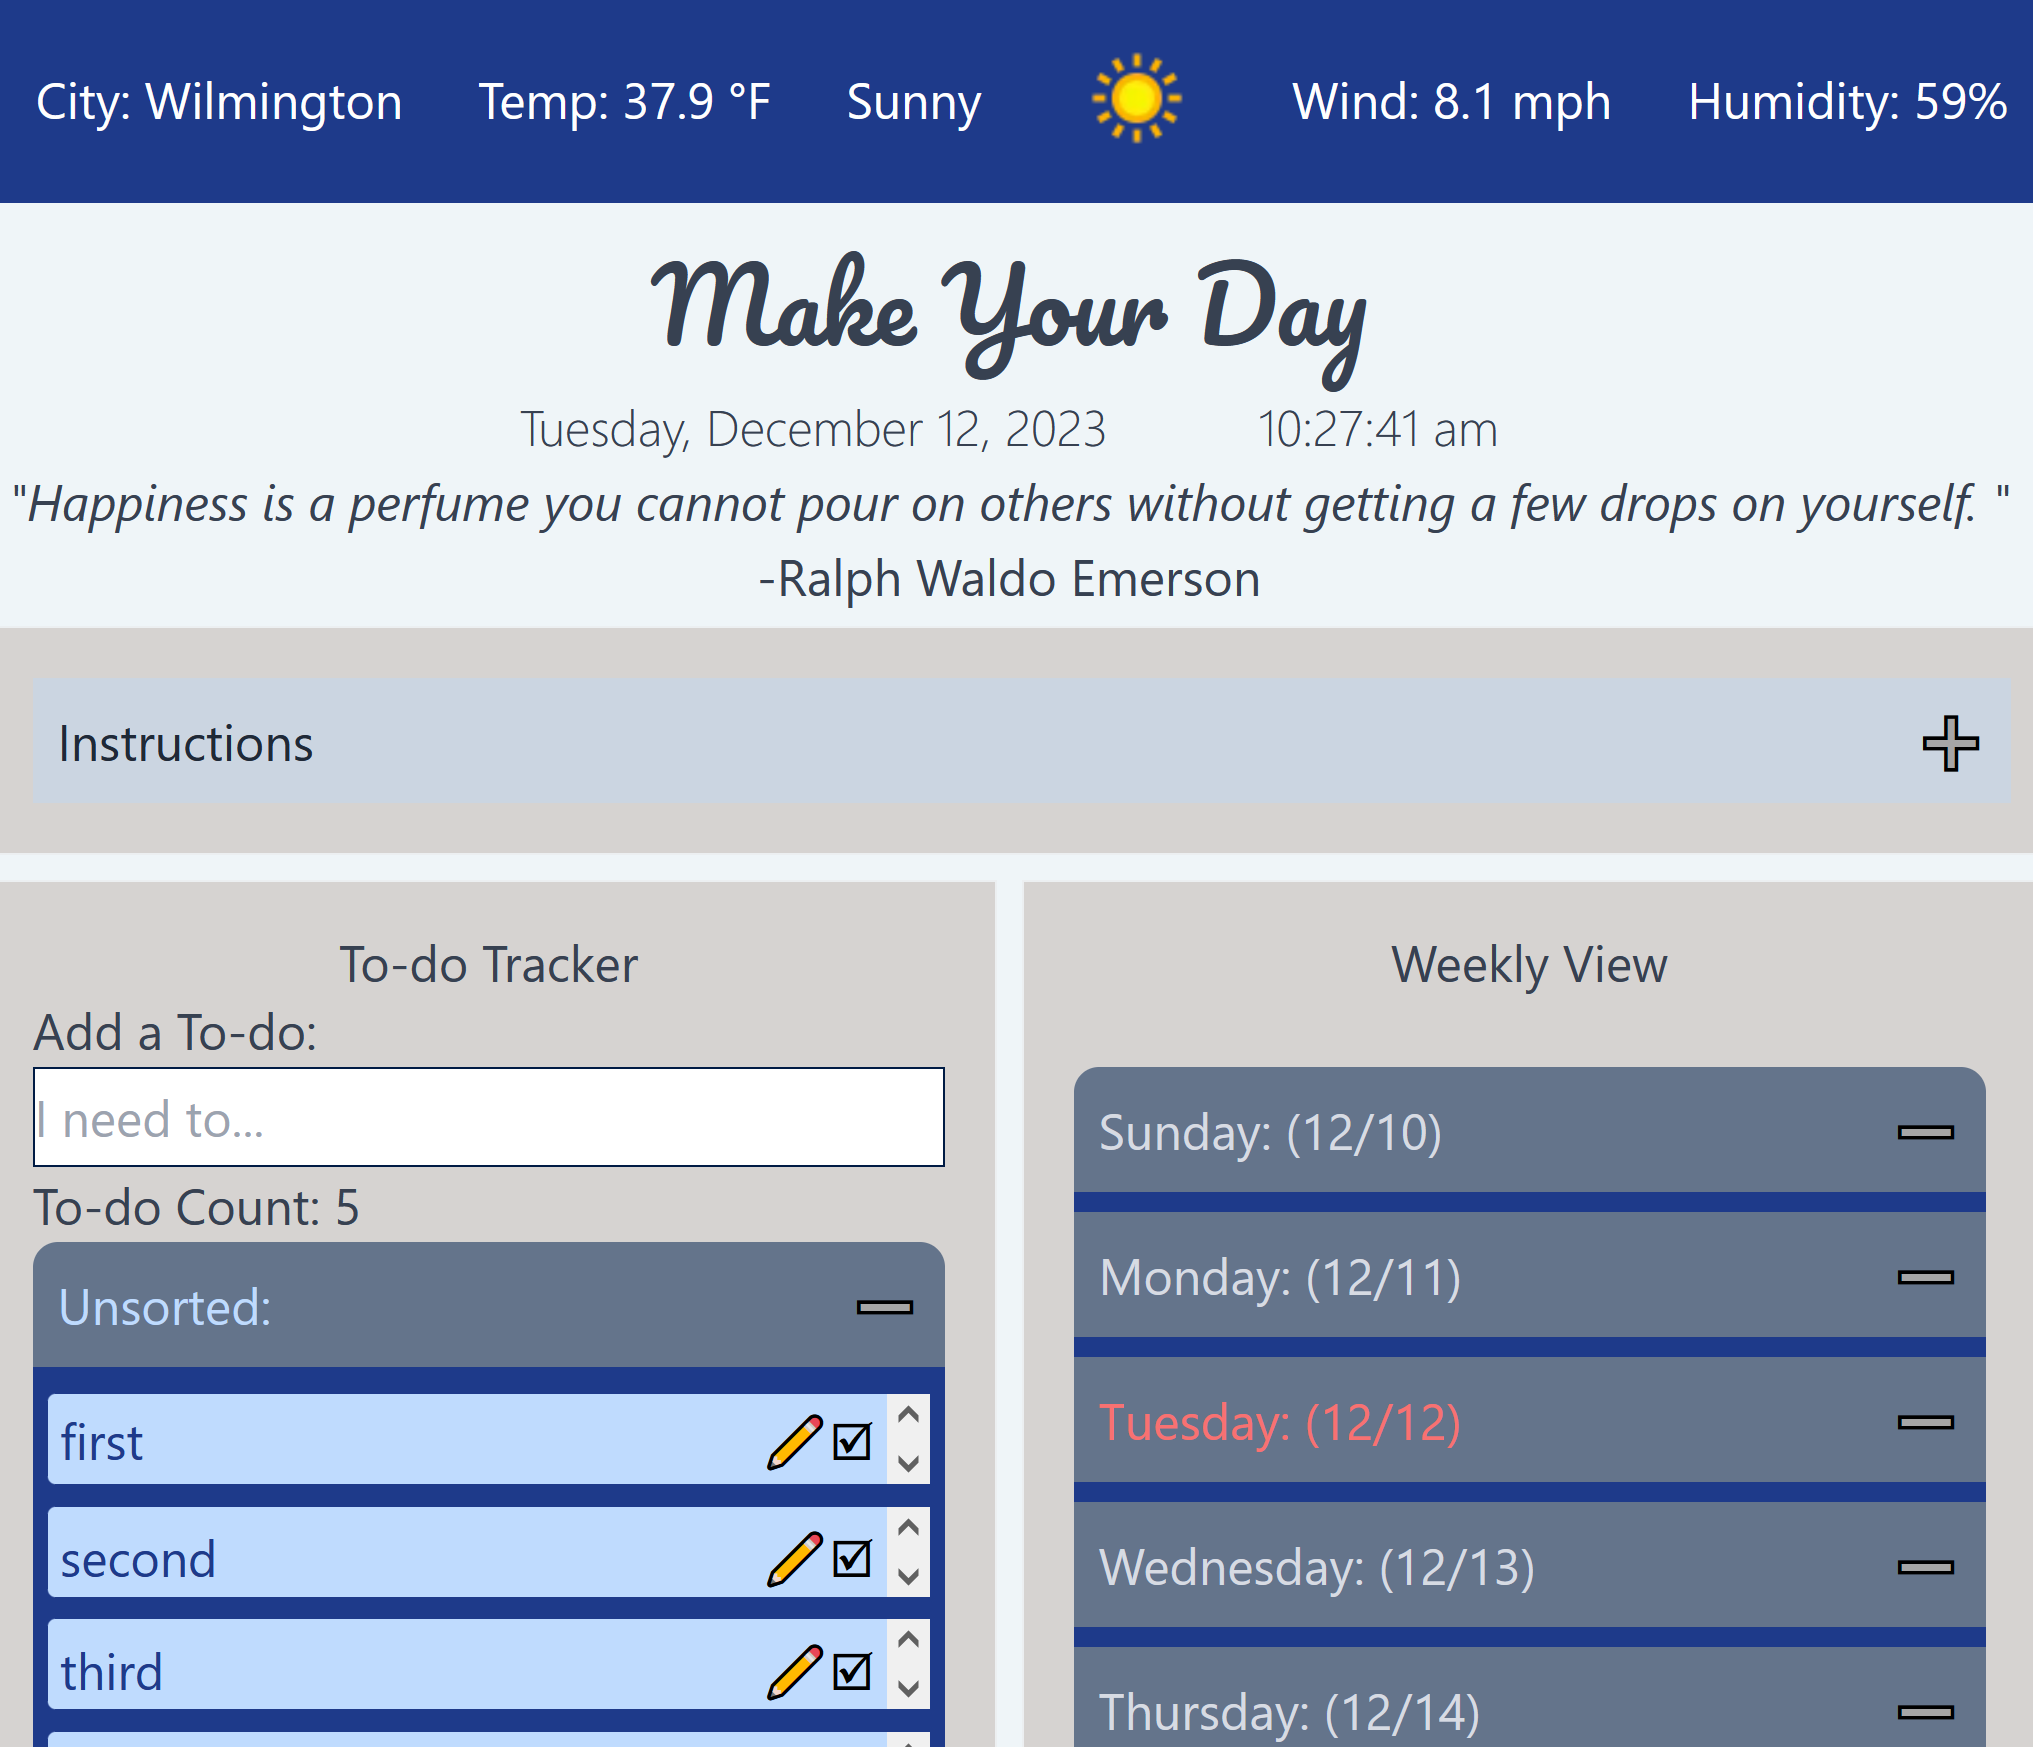 City: Wilmington Temp: 37.9 °F Sunny Wind: 8.1 mph Humidity: 59%
Make Your Day
Tuesday, December 12, 2023 10:27:41 am
"Happiness is a perfume you cannot pour on others without getting a few drops on yourself. "
-Ralph Waldo Emerson
Instructions
To-do Tracker
Add a To-do:
I need to...
To-do Count: 5
Unsorted:
first
second
third
Weekly View
Sunday: (12/10)
Monday: (12/11)
Tuesday: (12/12)
Wednesday: (12/13)
Thursday: (12/14)